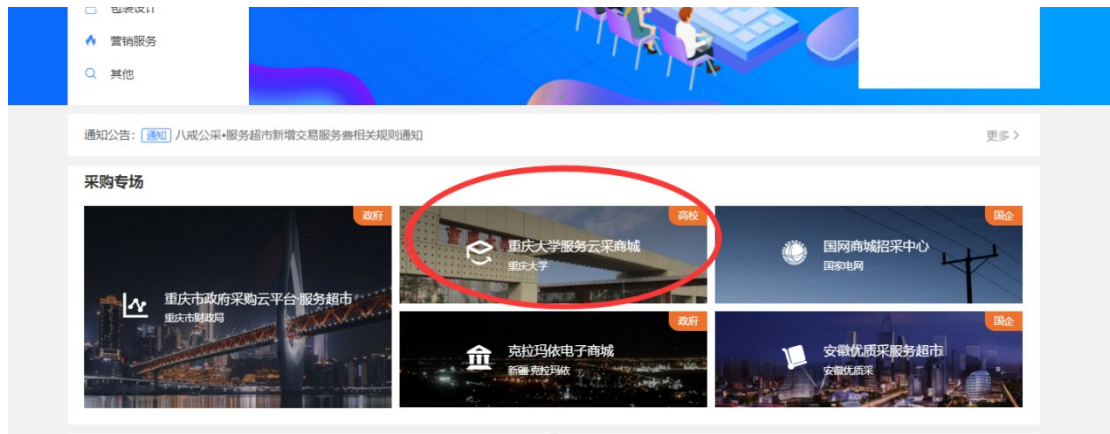 包装设计
营销服务
其他
通知公告： 通知 八戒公采•服务超市新增交易服务费相关规则通知
更多 >
采购专场
政府
重庆市政府采购云平台-服务超市
重庆市财政局
高校
重庆大学服务云采商城
重庆大学
国企
国网商城招采中心
国家电网
政府
克拉玛依电子商城
新疆-克拉玛依
国企
安徽优质采服务超市
安徽优质采